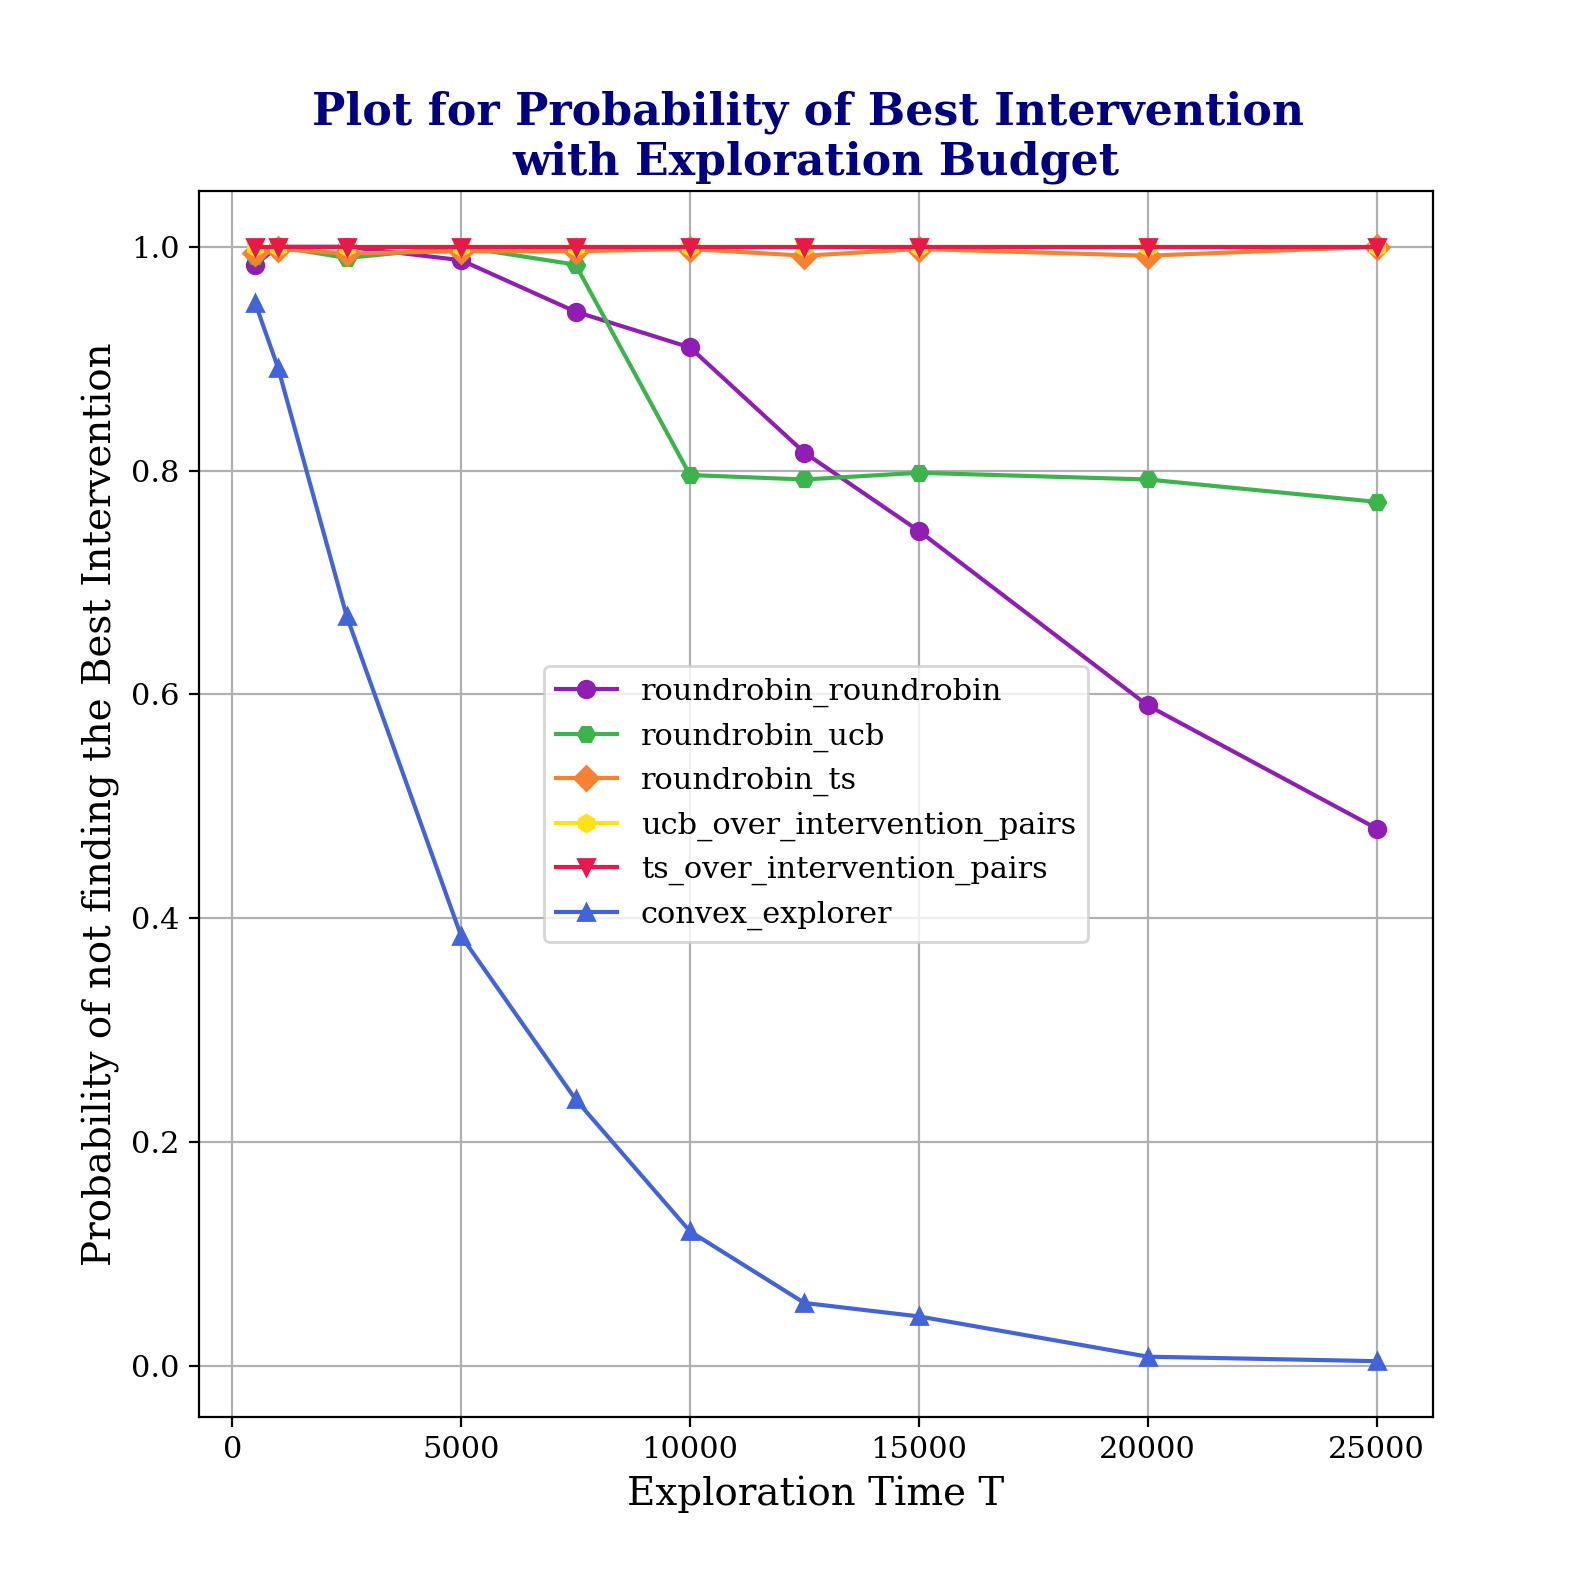 Plot for Probability of Best Intervention
with Exploration Budget
Probability of not finding the Best Intervention
1.0
0.8
0.6
0.4
0.2
0.0
roundrobin_roundrobin
roundrobin_ucb
roundrobin_ts
ucb_over_intervention_pairs
ts_over_intervention_pairs
convex_explorer
0 5000 10000 15000 20000 25000
Exploration Time T